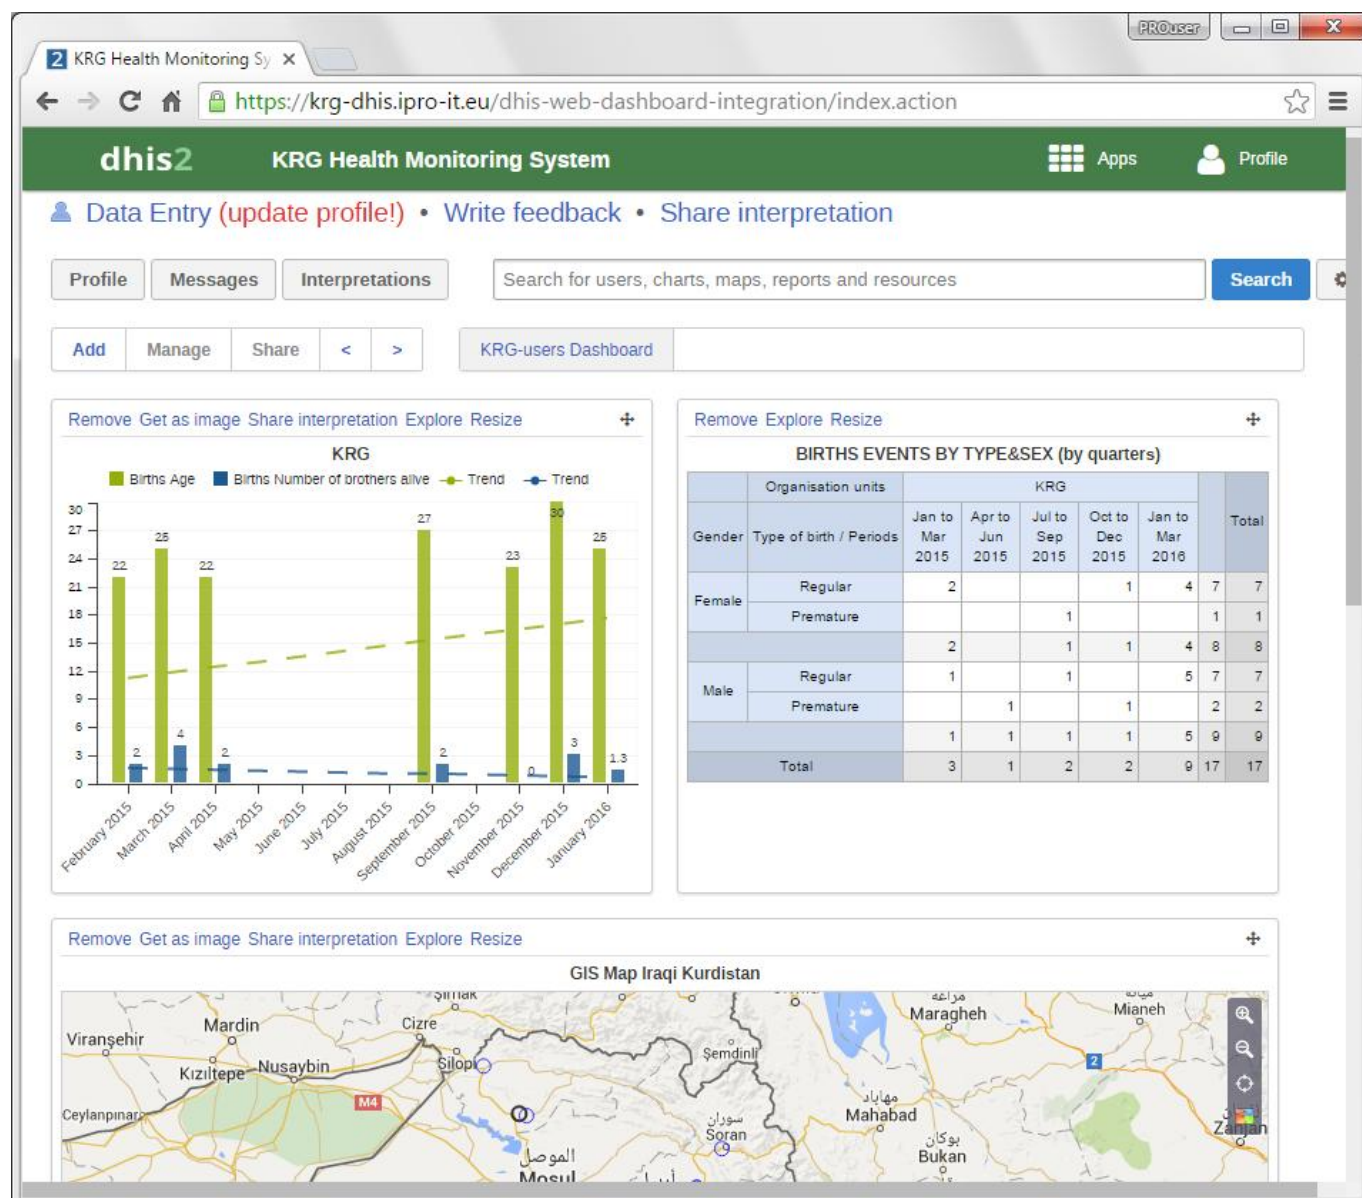 PROuser
KRG Health Monitoring Sy
https://krg-dhis.ipro-it.eu/dhis-web-dashboard-integration/index.action
dhis2 KRG Health Monitoring System Apps Profile
Data Entry (update profile!) • Write feedback • Share interpretation
Profile Messages Interpretations Search for users, charts, maps, reports and resources Search
Add Manage Share < > KRG-users Dashboard
Remove Get as image Share interpretation Explore Resize
KRG
Births Age Births Number of brothers alive Trend Trend
30
27
24
21
18
15
12
9
6
3
0
22 25 22 27 23 30 25
2 4 2 2 0 3 1.3
February 2015
March 2015
April 2015
May 2015
June 2015
July 2015
August 2015
September 2015
October 2015
November 2015
December 2015
January 2016
Remove Explore Resize
BIRTHS EVENTS BY TYPE&SEX (by quarters)
Organisation units KRG
Gender Type of birth / Periods Jan to Mar 2015 Apr to Jun 2015 Jul to Sep 2015 Oct to Dec 2015 Jan to Mar 2016 Total
Female Regular 2 1 4 7 7
Premature 1 1 1
2 1 1 4 8 8
Male Regular 1 1 5 7 7
Premature 1 1 2 2
1 1 1 1 5 9 9
Total 3 1 2 2 9 17 17
Remove Get as image Share interpretation Explore Resize
GIS Map Iraqi Kurdistan
Şırnak
مراغه
Maragheh
Mianeh
Viranşehir
Mardin
Cizre
Kızıltepe
Nusaybin
Silopi
Şemdinli
2
M4
Ceylanpınar
سوران
Soran
مهاباد
Mahabad
بوکان
Bukan
Zanjan
الموصل
Mosul